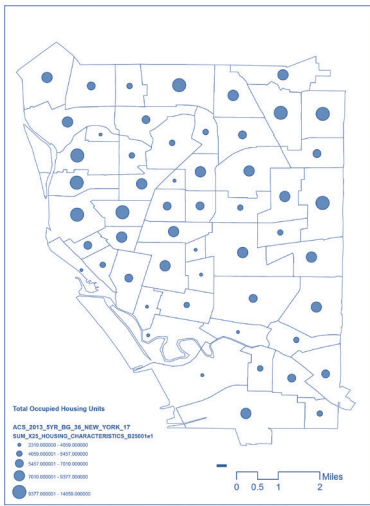 Total Occupied Housing Units
ACS_2013_5YR_BG_36_NEW_YORK_17
SUM_X25_HOUSING_CHARACTERISTICS_B25001e1
2310.000000 - 4059.000000
4059.000001 - 5457.000000
5457.000001 - 7010.000000
7010.000001 - 9377.000000
9377.000001 - 14058.000000
Miles
0 0.5 1 2